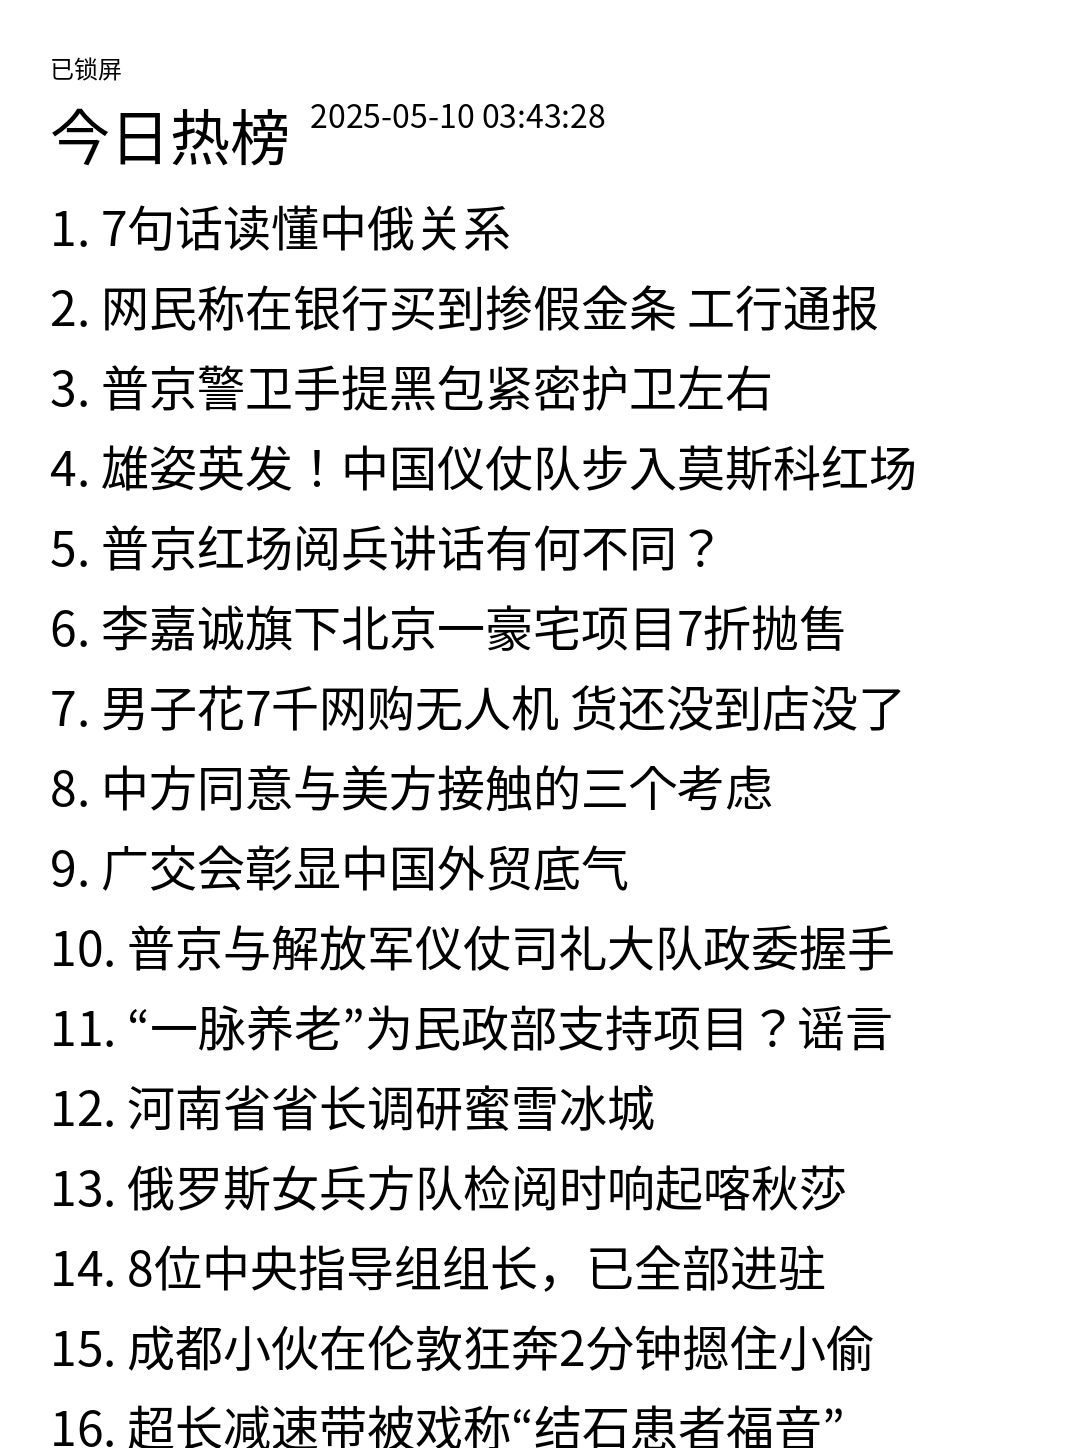 已锁屏
今日热榜 2025-05-10 03:43:28
1. 7句话读懂中俄关系
2. 网民称在银行买到掺假金条 工行通报
3. 普京警卫手提黑包紧密护卫左右
4. 雄姿英发！中国仪仗队步入莫斯科红场
5. 普京红场阅兵讲话有何不同？
6. 李嘉诚旗下北京一豪宅项目7折抛售
7. 男子花7千网购无人机 货还没到店没了
8. 中方同意与美方接触的三个考虑
9. 广交会彰显中国外贸底气
10. 普京与解放军仪仗司礼大队政委握手
11. “一脉养老”为民政部支持项目？谣言
12. 河南省省长调研蜜雪冰城
13. 俄罗斯女兵方队检阅时响起喀秋莎
14. 8位中央指导组组长，已全部进驻
15. 成都小伙在伦敦狂奔2分钟摁住小偷
16. 超长减速带被戏称“结石患者福音”